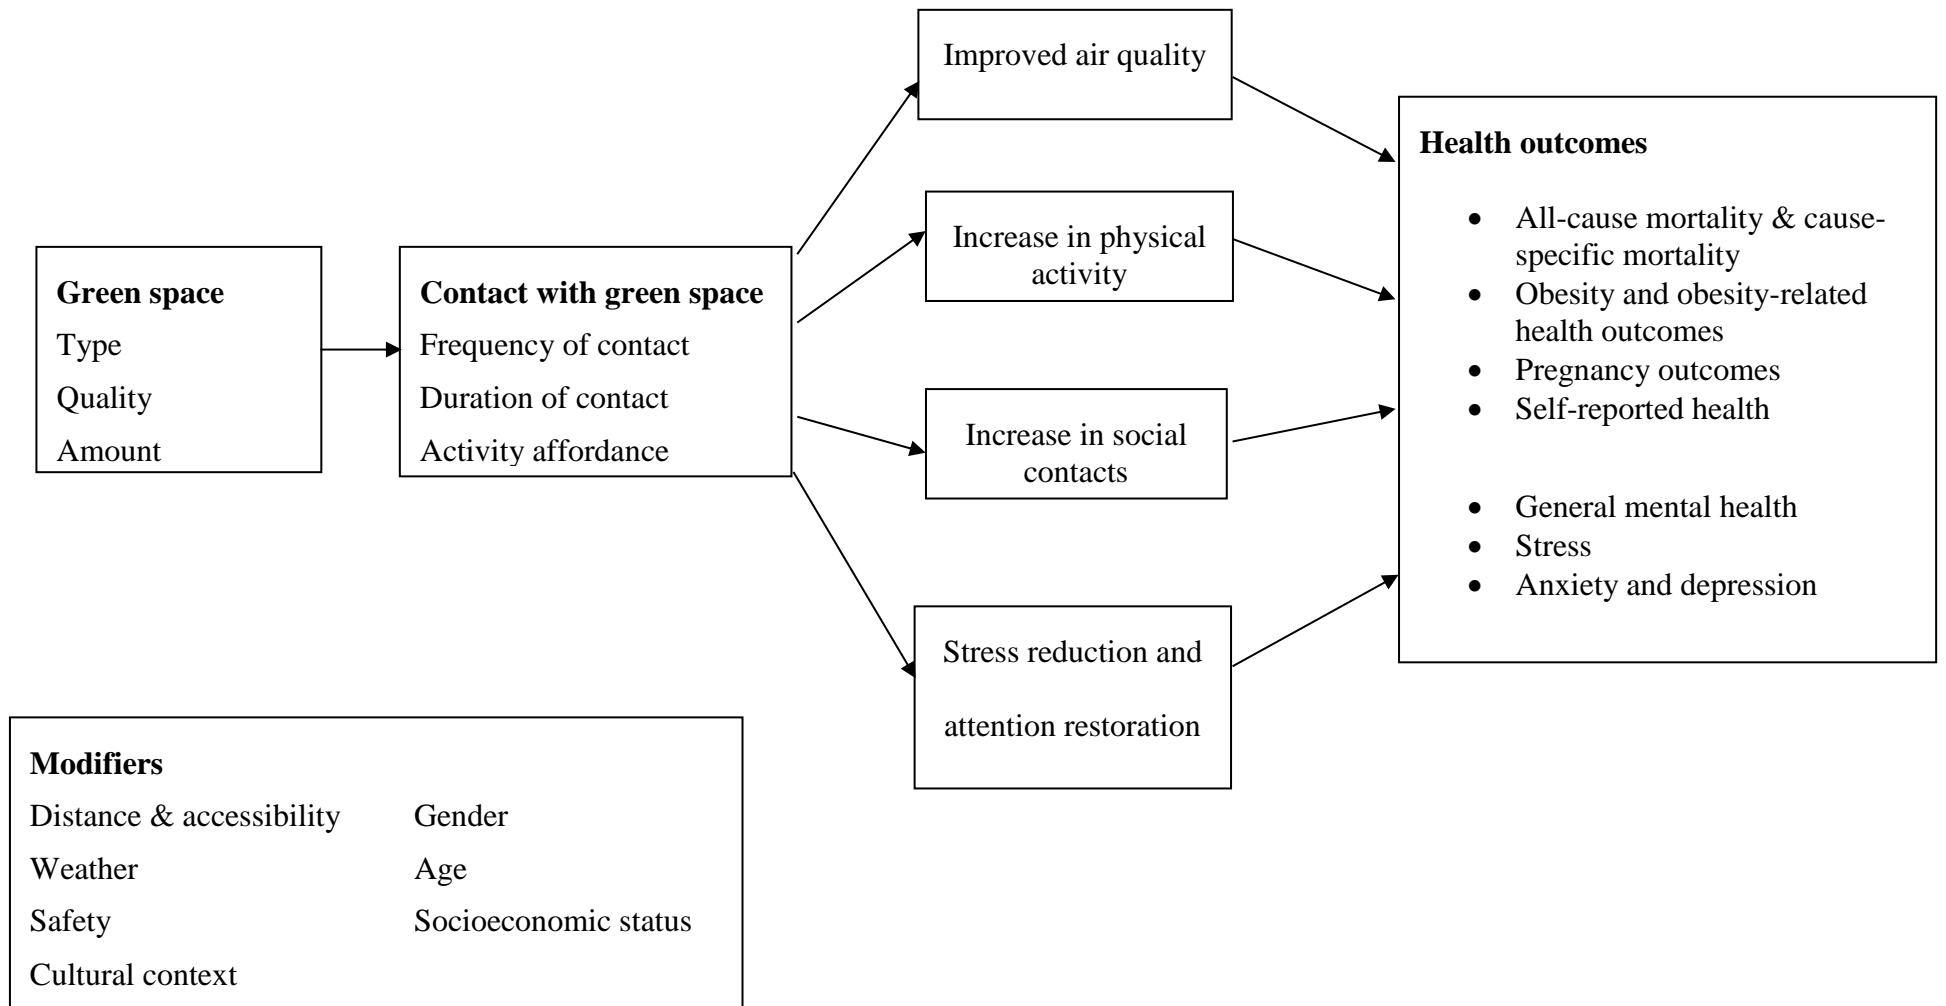 Improved air quality
Health outcomes
• All-cause mortality & cause-
specific mortality
• Obesity and obesity-related
health outcomes
• Pregnancy outcomes
• Self-reported health
• General mental health
• Stress
• Anxiety and depression
Increase in physical
activity
Green space
Type
Quality
Amount
Contact with green space
Frequency of contact
Duration of contact
Activity affordance
Increase in social
contacts
Stress reduction and
attention restoration
Modifiers
Distance & accessibility Gender
Weather Age
Safety Socioeconomic status
Cultural context